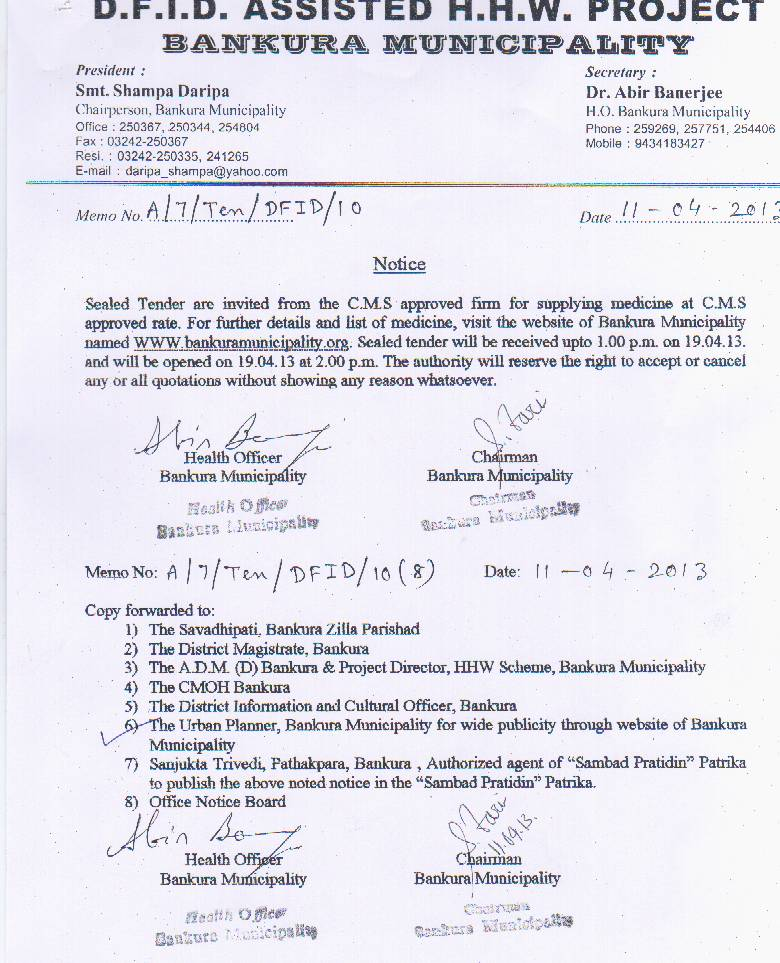 D.F.I.D. ASSISTED H.H.W. PROJECT
BANKURA MUNICIPALITY
President :
Smt. Shampa Daripa
Chairperson, Bankura Municipality
Office : 250367, 250344, 254604
Fax : 03242-250367
Resi. : 03242-250335, 241265
E-mail : daripa_shampa@yahoo.com
Secretary :
Dr. Abir Banerjee
H.O. Bankura Municipality
Phone : 259269, 257751, 254406
Mobile : 9434183427
Memo No. A/7/Ten/DFID/10
Date 11-04-2013
Notice
Sealed Tender are invited from the C.M.S approved firm for supplying medicine at C.M.S
approved rate. For further details and list of medicine, visit the website of Bankura Municipality
named WWW.bankuramunicipality.org. Sealed tender will be received upto 1.00 p.m. on 19.04.13.
and will be opened on 19.04.13 at 2.00 p.m. The authority will reserve the right to accept or cancel
any or all quotations without showing any reason whatsoever.
Health Officer
Bankura Municipality
Health Officer
Bankura Municipality
Chairman
Bankura Municipality
Chairman
Bankura Municipality
Memo No: A/7/Ten/DFID/10(8) Date: 11-04-2013
Copy forwarded to:
1) The Savadhipati, Bankura Zilla Parishad
2) The District Magistrate, Bankura
3) The A.D.M. (D) Bankura & Project Director, HHW Scheme, Bankura Municipality
4) The CMOH Bankura
5) The District Information and Cultural Officer, Bankura
6) The Urban Planner, Bankura Municipality for wide publicity through website of Bankura
Municipality
7) Sanjukta Trivedi, Pathakpara, Bankura , Authorized agent of “Sambad Pratidin” Patrika
to publish the above noted notice in the “Sambad Pratidin” Patrika.
8) Office Notice Board
Health Officer
Bankura Municipality
Health Officer
Bankura Municipality
Chairman
Bankura Municipality
Chairman
Bankura Municipality